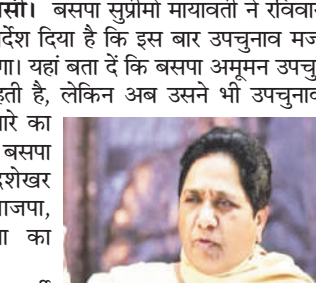 सी। बसपा सुप्रीमो मायावती ने रविवार
र्देश दिया है कि इस बार उपचुनाव मज
गा। यहां बता दें कि बसपा अमूमन उपचु
हती है, लेकिन अब उसने भी उपचुनाव
ारे का
बसपा
दशेखर
ाजपा,
ा का